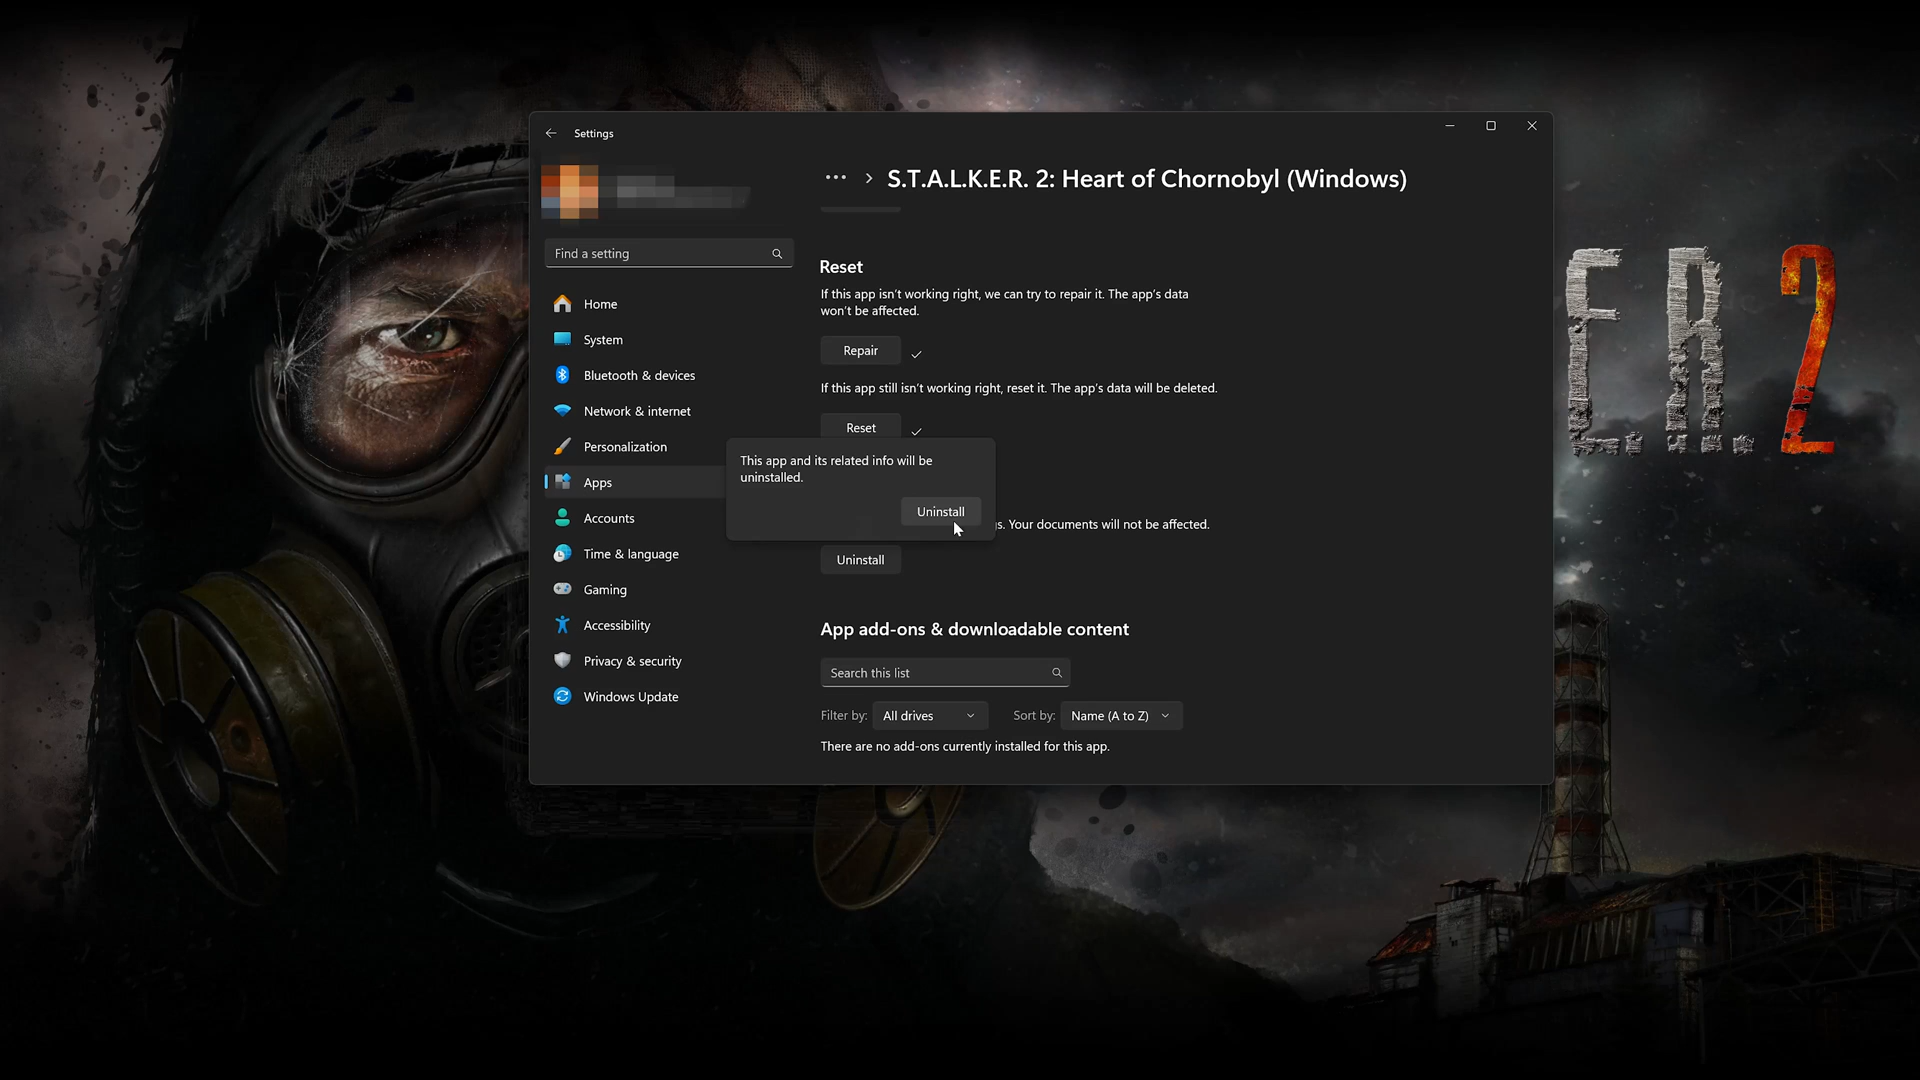 Settings
··· > S.T.A.L.K.E.R. 2: Heart of Chornobyl (Windows)
Find a setting
Home
System
Bluetooth & devices
Network & internet
Personalization
Apps
Accounts
Time & language
Gaming
Accessibility
Privacy & security
Windows Update
Reset
If this app isn't working right, we can try to repair it. The app's data
won't be affected.
Repair
If this app still isn't working right, reset it. The app's data will be deleted.
Reset
This app and its related info will be
uninstalled.
Uninstall
s. Your documents will not be affected.
Uninstall
App add-ons & downloadable content
Search this list
Filter by: All drives
Sort by: Name (A to Z)
There are no add-ons currently installed for this app.
E.R. 2